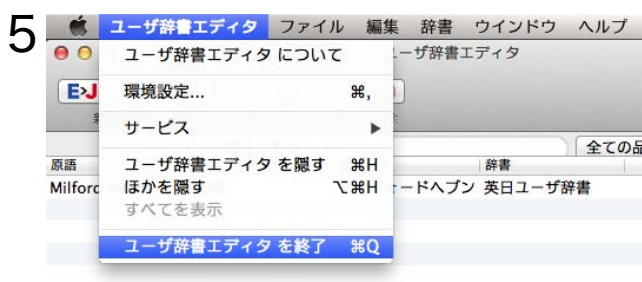 5
ユーザ辞書エディタ ファイル 編集 辞書 ウインドウ ヘルプ
ユーザ辞書エディタ について
ーザ辞書エディタ
E>J
環境設定... ⌘,
サービス ▶
全ての品
原語
ユーザ辞書エディタ を隠す ⌘H
辞書
Milford
ほかを隠す ⌥⌘H
ードヘブン 英日ユーザ辞書
すべてを表示
ユーザ辞書エディタ を終了 ⌘Q